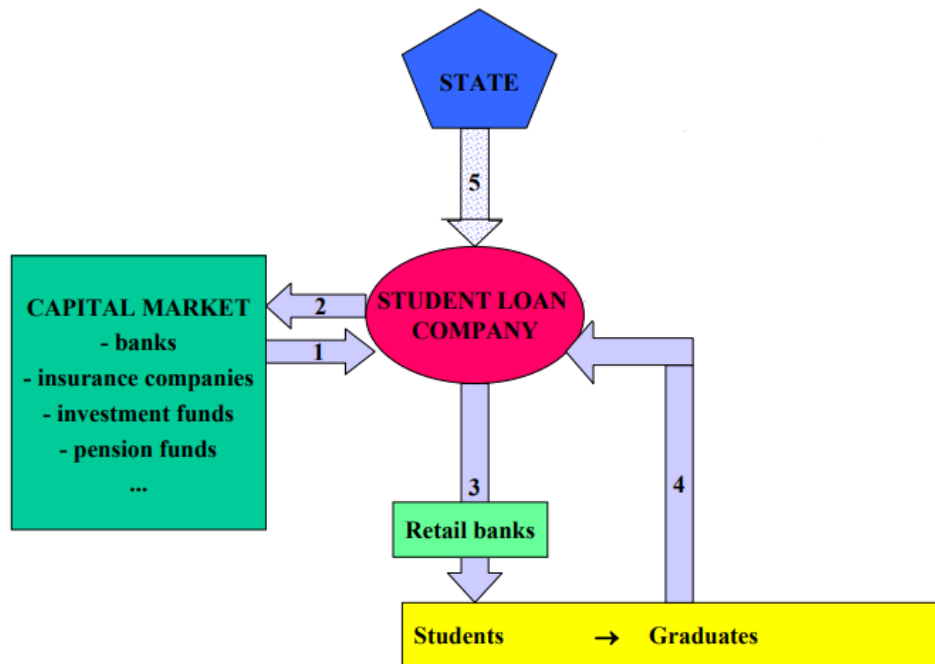 STATE
5
CAPITAL MARKET
- banks
- insurance companies
- investment funds
- pension funds
...
2
1
STUDENT LOAN
COMPANY
3
4
Retail banks
Students → Graduates